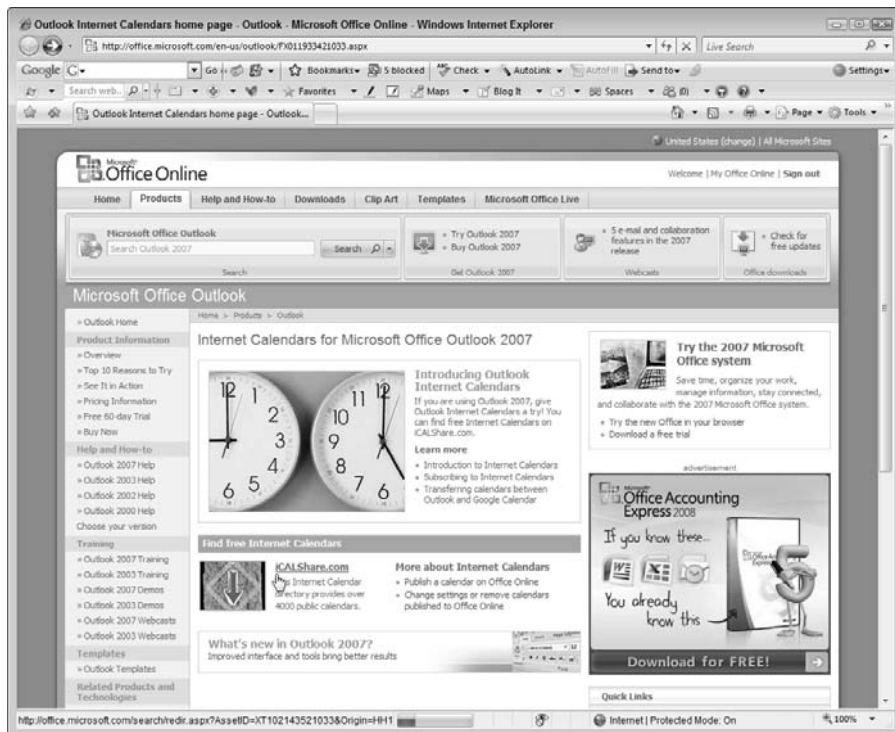 Outlook Internet Calendars home page - Outlook - Microsoft Office Online - Windows Internet Explorer
http://office.microsoft.com/en-us/outlook/FX011933421033.aspx
Live Search
Google
Go
Bookmarks
5 blocked
Check
AutoLink
AutoFill
Send to
Settings
Search web...
Favorites
Maps
Blog It
Spaces
(0)
Outlook Internet Calendars home page - Outlook...
Page
Tools
United States (change) | All Microsoft Sites
Microsoft
Office Online
Welcome | My Office Online | Sign out
Home
Products
Help and How-to
Downloads
Clip Art
Templates
Microsoft Office Live
Microsoft Office Outlook
Search Outlook 2007
Search
Search
Try Outlook 2007
Buy Outlook 2007
Get Outlook 2007
5 e-mail and collaboration
features in the 2007
release
Webcasts
Check for
free updates
Office downloads
Microsoft Office Outlook
Home > Products > Outlook
» Outlook Home
Product Information
» Overview
» Top 10 Reasons to Try
» See It in Action
» Pricing Information
» Free 60-day Trial
» Buy Now
Help and How-to
» Outlook 2007 Help
» Outlook 2003 Help
» Outlook 2002 Help
» Outlook 2000 Help
Choose your version
Training
» Outlook 2007 Training
» Outlook 2003 Training
» Outlook 2007 Demos
» Outlook 2003 Demos
» Outlook 2007 Webcasts
» Outlook 2003 Webcasts
Templates
» Outlook Templates
Related Products and
Technologies
Internet Calendars for Microsoft Office Outlook 2007
12
1
2
3
4
5
6
12
11
10
9
8
7
6
Introducing Outlook
Internet Calendars
If you are using Outlook 2007, give
Outlook Internet Calendars a try! You
can find free Internet Calendars on
iCALShare.com.
Learn more
Introduction to Internet Calendars
Subscribing to Internet Calendars
Transferring calendars between
Outlook and Google Calendar
Find free Internet Calendars
iCALShare.com
Internet Calendar
directory provides over
4000 public calendars.
More about Internet Calendars
Publish a calendar on Office Online
Change settings or remove calendars
published to Office Online
What's new in Outlook 2007?
Improved interface and tools bring better results
Try the 2007 Microsoft
Office system
Save time, organize your work,
manage information, stay connected,
and collaborate with the 2007 Microsoft Office system.
Try the new Office in your browser
Download a free trial
advertisement
Microsoft
Office Accounting
Express 2008
If you know these...
You already
know this
Download for FREE!
Quick Links
http://office.microsoft.com/search/redir.aspx?AssetID=XT102143521033&Origin=HH1
Internet | Protected Mode: On
100%